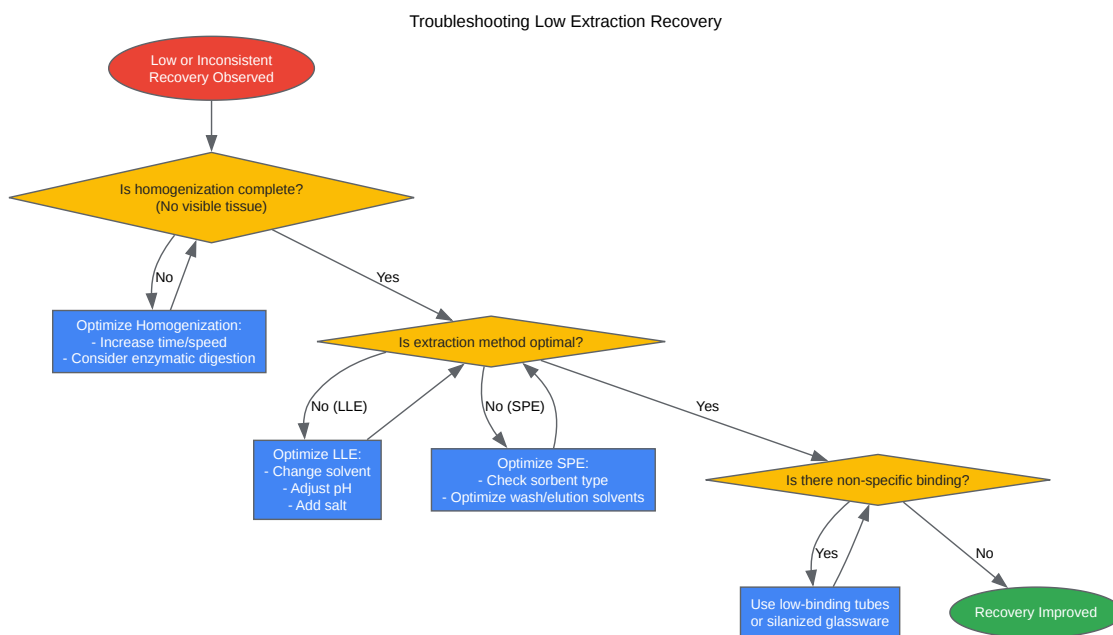 Troubleshooting Low Extraction Recovery
Low or Inconsistent
Recovery Observed
Is homogenization complete?
(No visible tissue)
No
Yes
Optimize Homogenization:
- Increase time/speed
- Consider enzymatic digestion
Is extraction method optimal?
No (LLE)
No (SPE)
Yes
Optimize LLE:
- Change solvent
- Adjust pH
- Add salt
Optimize SPE:
- Check sorbent type
- Optimize wash/elution solvents
Is there non-specific binding?
Yes
No
Use low-binding tubes
or silanized glassware
Recovery Improved